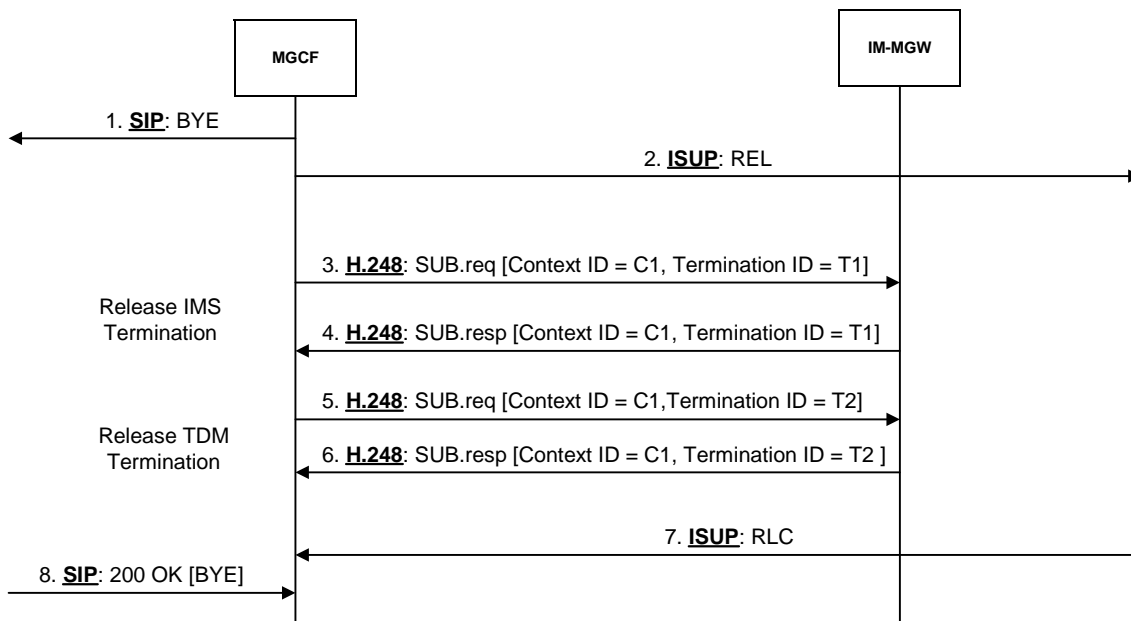 MGCF
IM-MGW
1. SIP: BYE
2. ISUP: REL
3. H.248: SUB.req [Context ID = C1, Termination ID = T1]
Release IMS
Termination
4. H.248: SUB.resp [Context ID = C1, Termination ID = T1]
5. H.248: SUB.req [Context ID = C1,Termination ID = T2]
Release TDM
Termination
6. H.248: SUB.resp [Context ID = C1, Termination ID = T2 ]
7. ISUP: RLC
8. SIP: 200 OK [BYE]